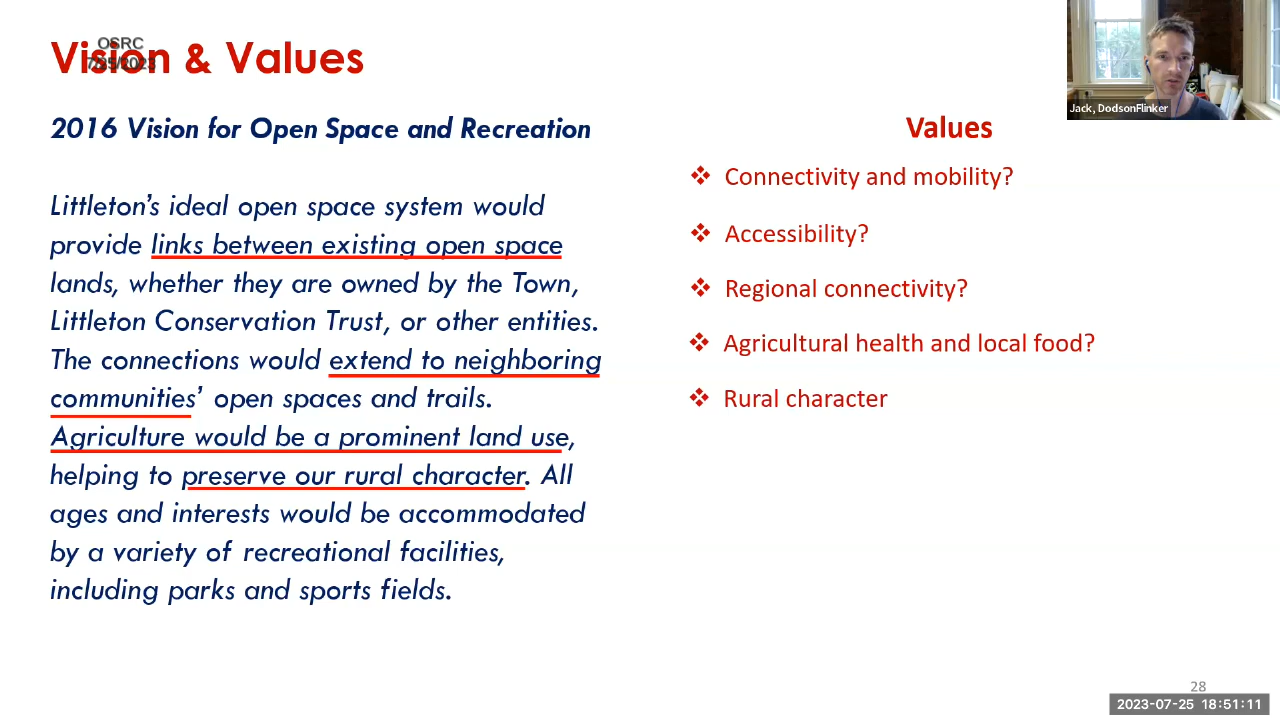 OSRC
7/25/2023
Vision & Values
2016 Vision for Open Space and Recreation
Littleton's ideal open space system would
provide links between existing open space
lands, whether they are owned by the Town,
Littleton Conservation Trust, or other entities.
The connections would extend to neighboring
communities' open spaces and trails.
Agriculture would be a prominent land use,
helping to preserve our rural character. All
ages and interests would be accommodated
by a variety of recreational facilities,
including parks and sports fields.
Values
❖ Connectivity and mobility?
❖ Accessibility?
❖ Regional connectivity?
❖ Agricultural health and local food?
❖ Rural character
Jack, DodsonFlinker
28
2023-07-25 18:51:11